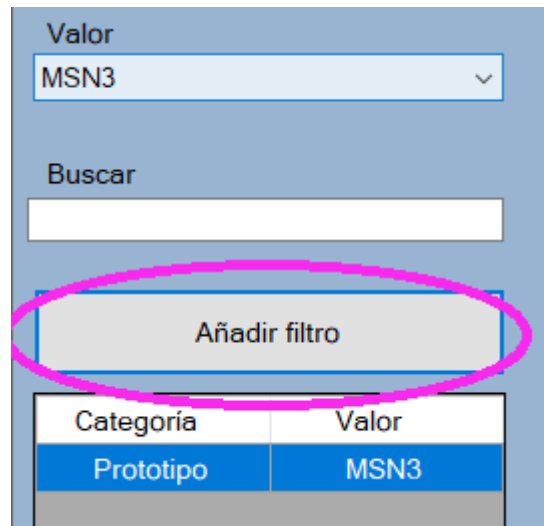 Valor
MSN3
Buscar
Añadir filtro
Categoría Valor
Prototipo MSN3